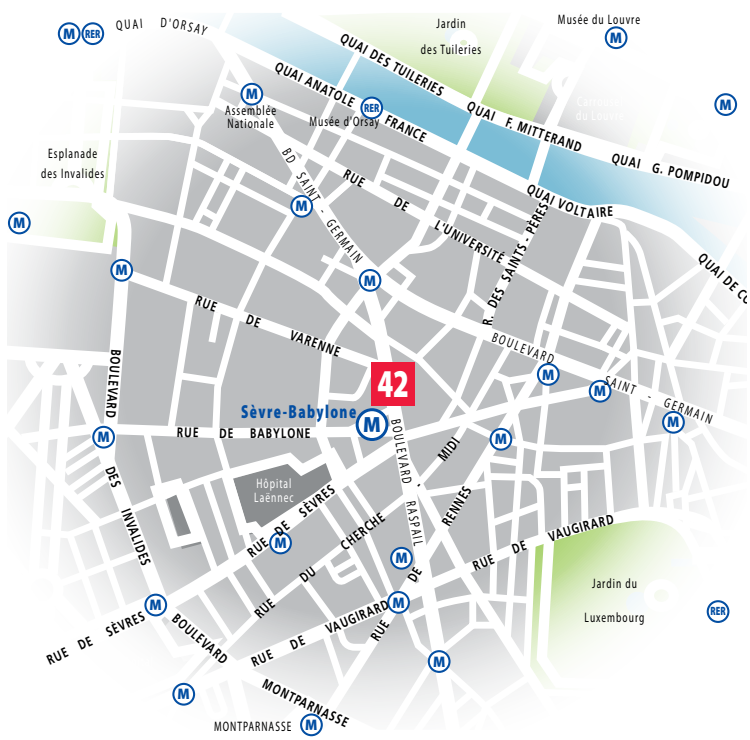 QUAI D'ORSAY
M
RER
Jardin
des Tuileries
Musée du Louvre
M
QUAI DES TUILERIES
QUAI ANATOLE FRANCE
M
Assemblée
Nationale
RER
Musée d'Orsay
Carrousel
du Louvre
M
QUAI F. MITTERAND
QUAI G. POMPIDOU
Esplanade
des Invalides
BD SAINT - GERMAIN
RUE DE L'UNIVERSITÉ
QUAI VOLTAIRE
M
M
R. DES SAINTS - PÈRES
QUAI DE CO
M
M
RUE DE VARENNE
BOULEVARD SAINT - GERMAIN
BOULEVARD DES INVALIDES
42
M
M
M
Sèvre-Babylone
M
M
RUE DE BABYLONE
BOULEVARD - RASPAIL
MIDI
M
Hôpital
Laënnec
RUE DE SÈVRES
RUE DU CHERCHE
RUE DE RENNES
RUE DE VAUGIRARD
M
M
Jardin du
Luxembourg
RER
M
M
RUE DE SÈVRES
BOULEVARD MONTPARNASSE
RUE DE VAUGIRARD
M
M
MONTPARNASSE
M